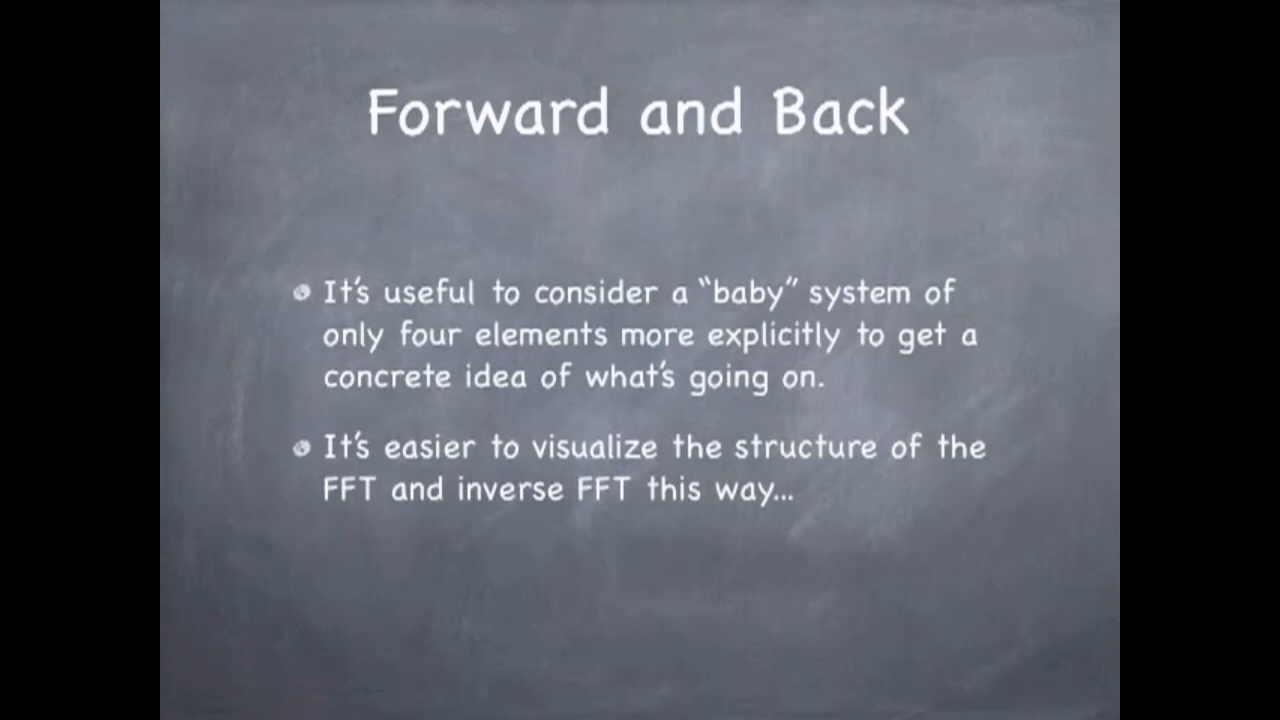 Forward and Back
It's useful to consider a “baby” system of
only four elements more explicitly to get a
concrete idea of what's going on.
It's easier to visualize the structure of the
FFT and inverse FFT this way...